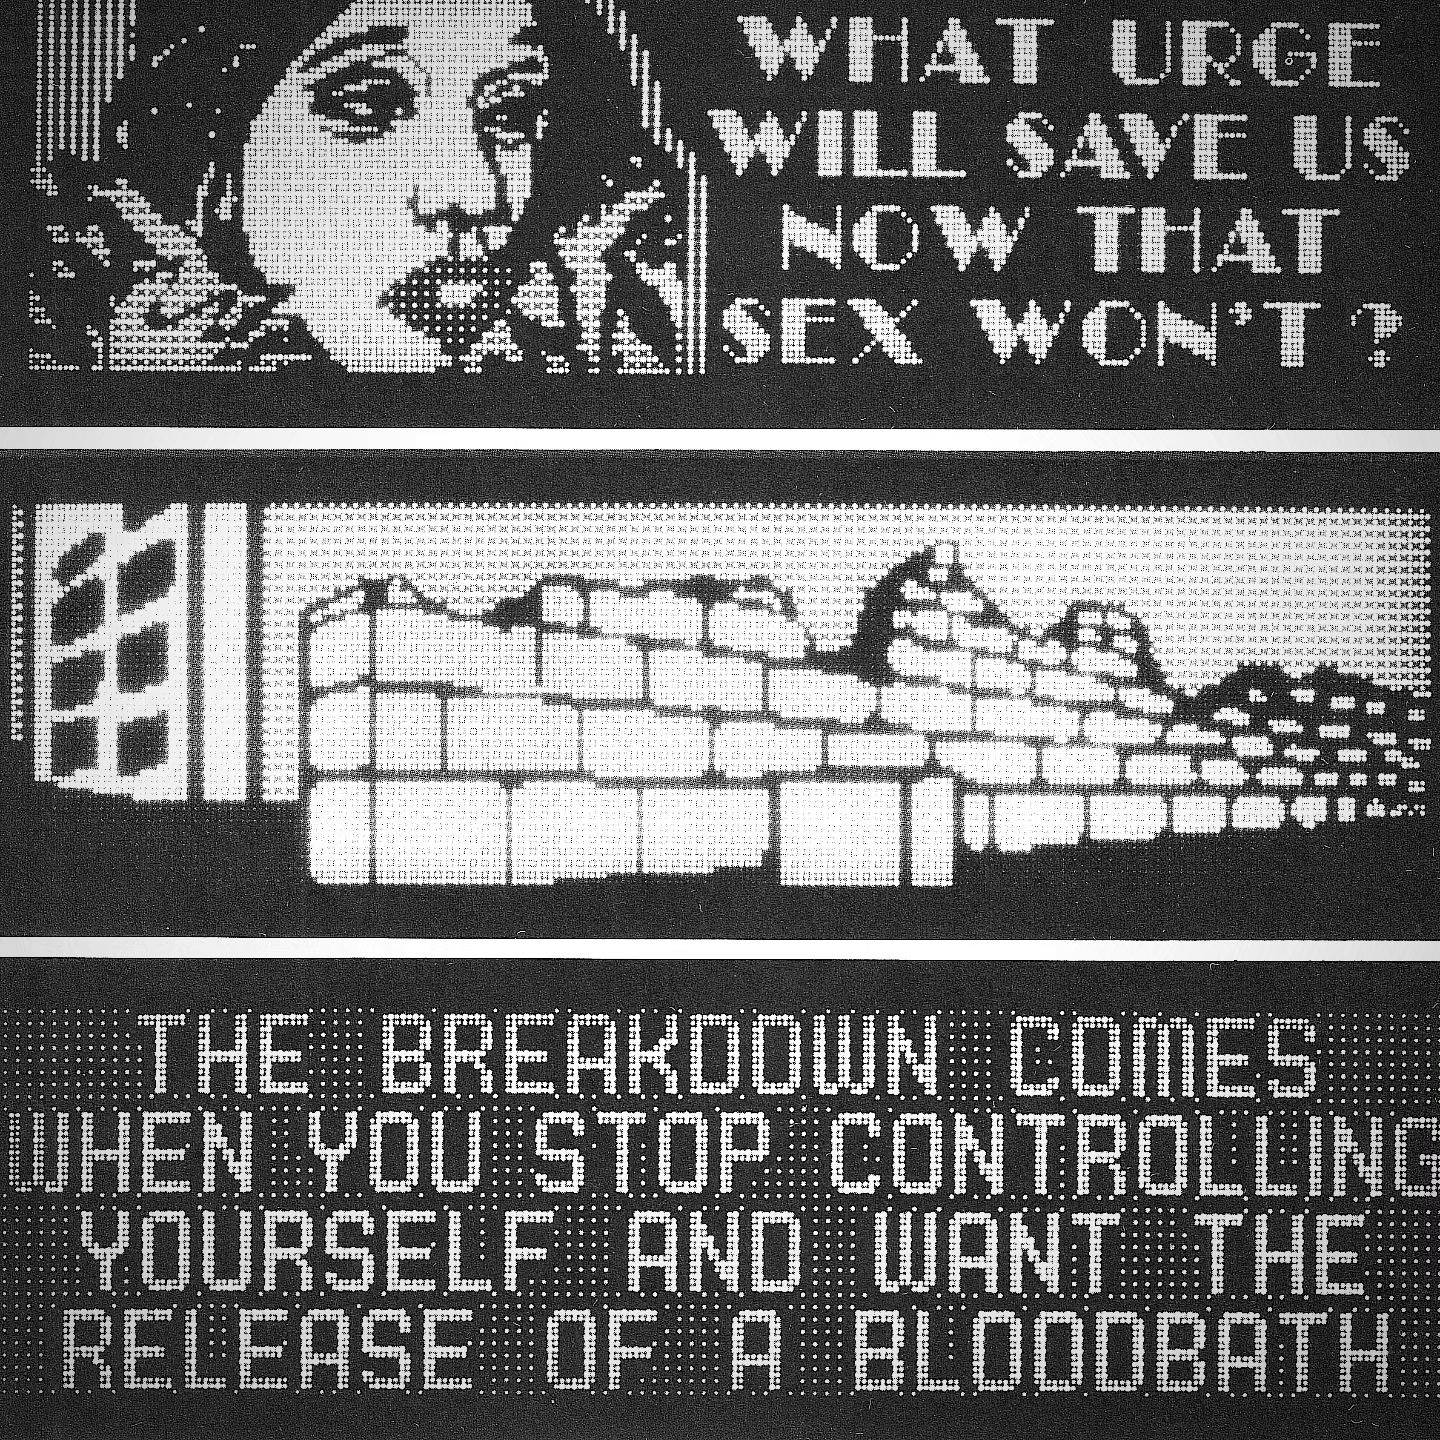 WHAT URGE
WILL SAVE US
NOW THAT
SEX WON'T?
THE BREAKDOWN COMES
WHEN YOU STOP CONTROLLING
YOURSELF AND WANT THE
RELEASE OF A BLOODBATH